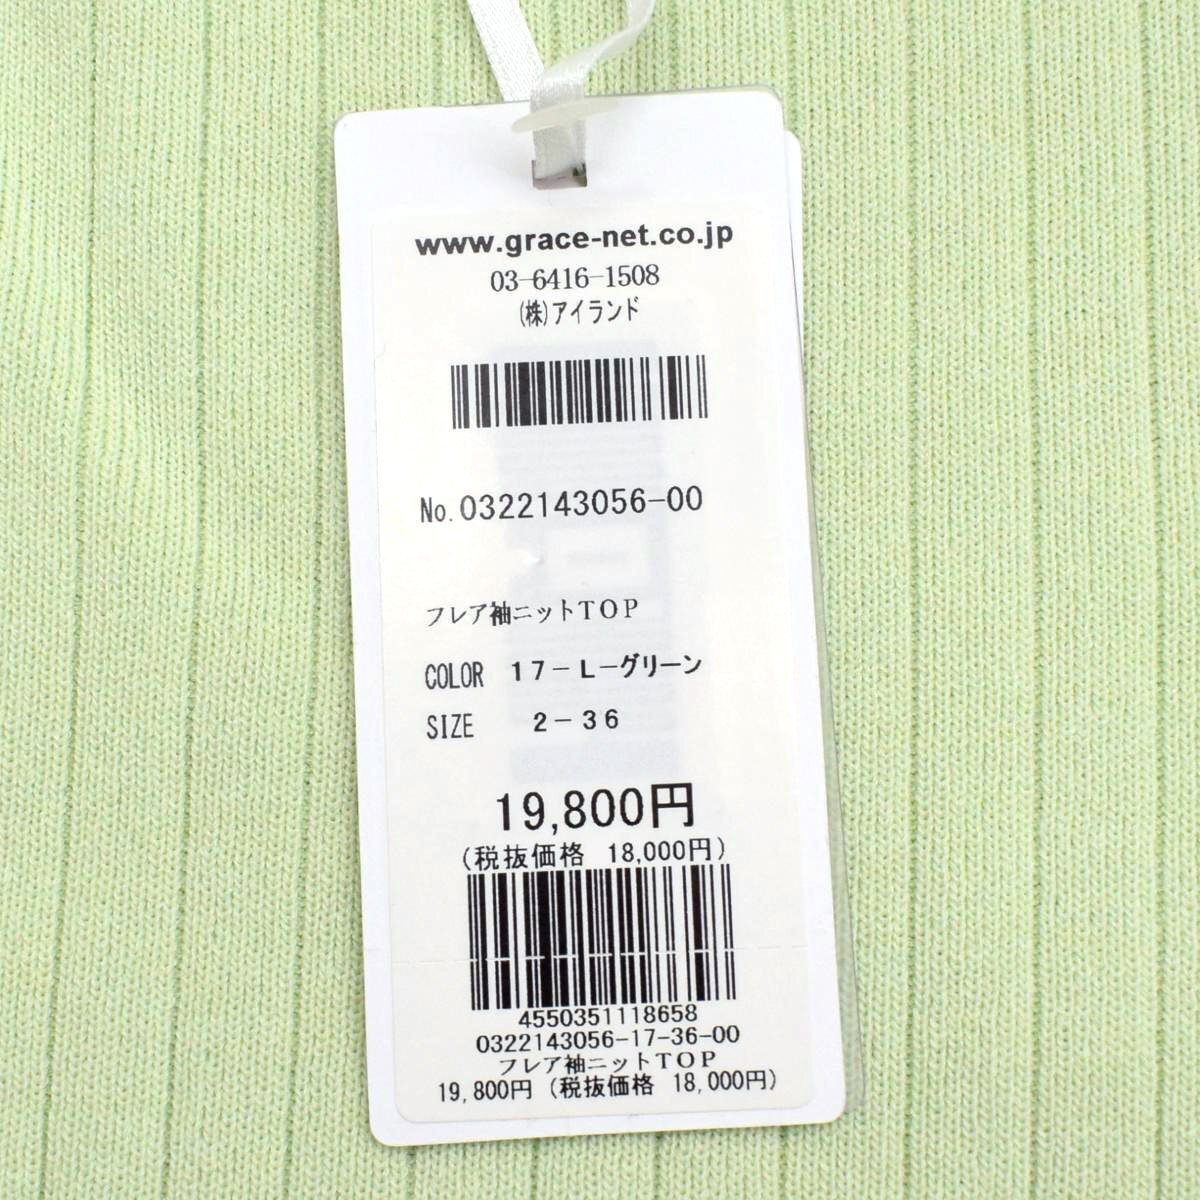 www.grace-net.co.jp
03-6416-1508
(株)アイランド
No.0322143056-00
フレア袖ニットTOP
COLOR 17-L-グリーン
SIZE 2-36
19,800円
(税抜価格 18,000円)
4550351118658
0322143056-17-36-00
フレア袖ニットTOP
19,800円 (税抜価格 18,000円)